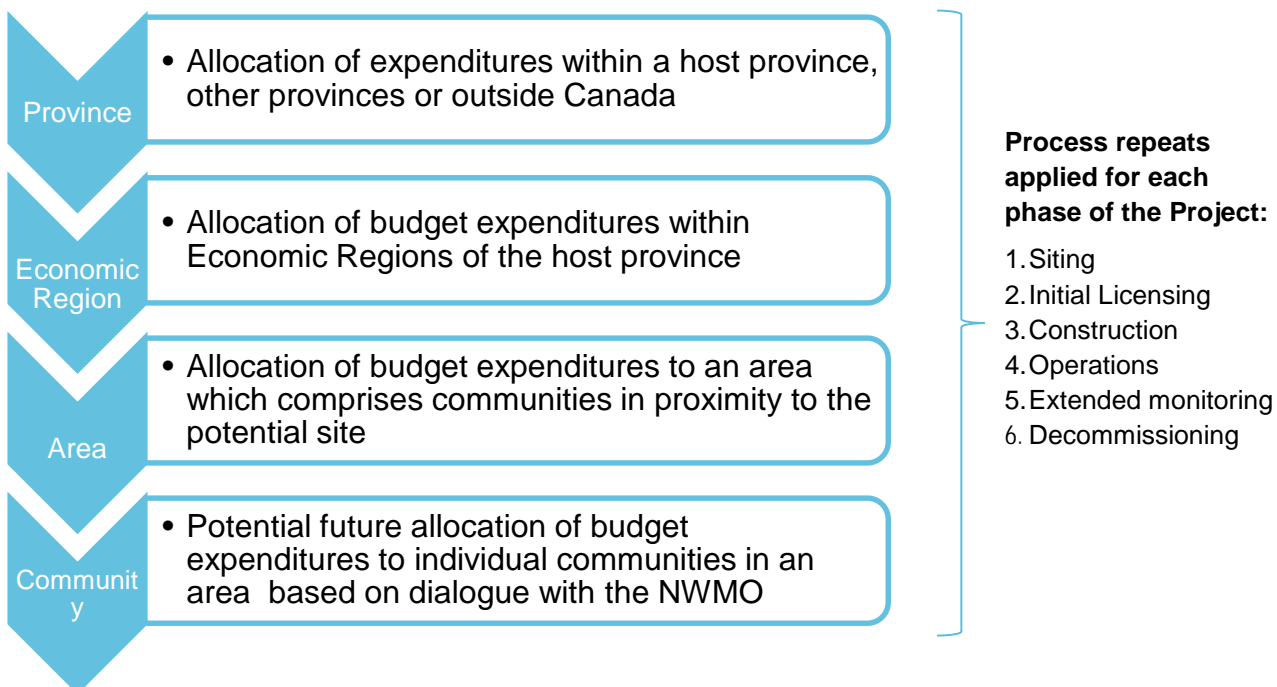 Province
• Allocation of expenditures within a host province,
other provinces or outside Canada
Economic
Region
• Allocation of budget expenditures within
Economic Regions of the host province
Area
• Allocation of budget expenditures to an area
which comprises communities in proximity to the
potential site
Communit
y
• Potential future allocation of budget
expenditures to individual communities in an
area based on dialogue with the NWMO
Process repeats
applied for each
phase of the Project:
1.Siting
2.Initial Licensing
3.Construction
4.Operations
5.Extended monitoring
6. Decommissioning